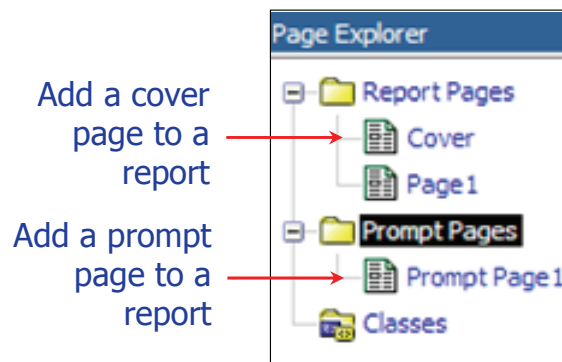 Page Explorer
Report Pages
Add a cover
page to a
report
Cover
Page1
Prompt Pages
Add a prompt
page to a
report
Prompt Page1
Classes